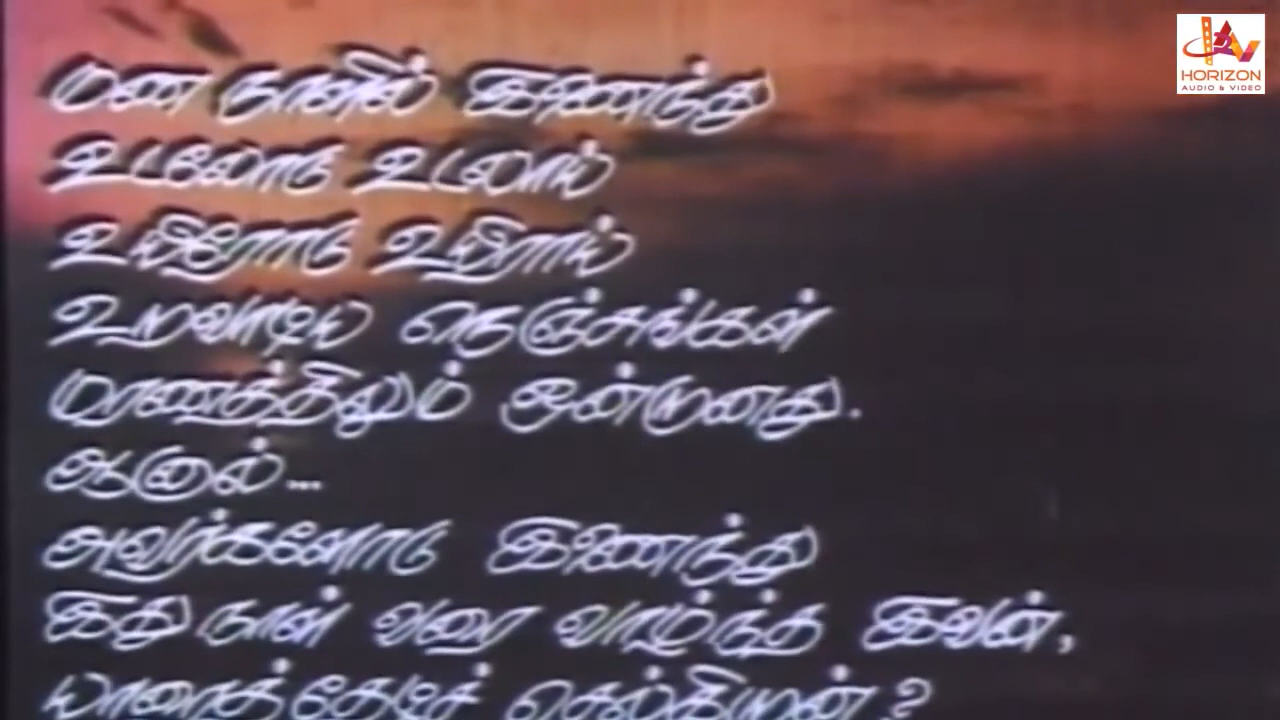 HORIZON
AUDIO & VIDEO
மண நாளில் இணைந்து
உடலோடு உடலாய்
உயிரோடு உயிராய்
உறவாடிய நெஞ்சங்கள்
மரணத்திலும் ஒன்றானது.
ஆனால்...
அவர்களோடு இணைந்து
இது நாள் வரை வாழ்ந்த இவன்,
யாரைத்தேடிச் செல்கிறான்?